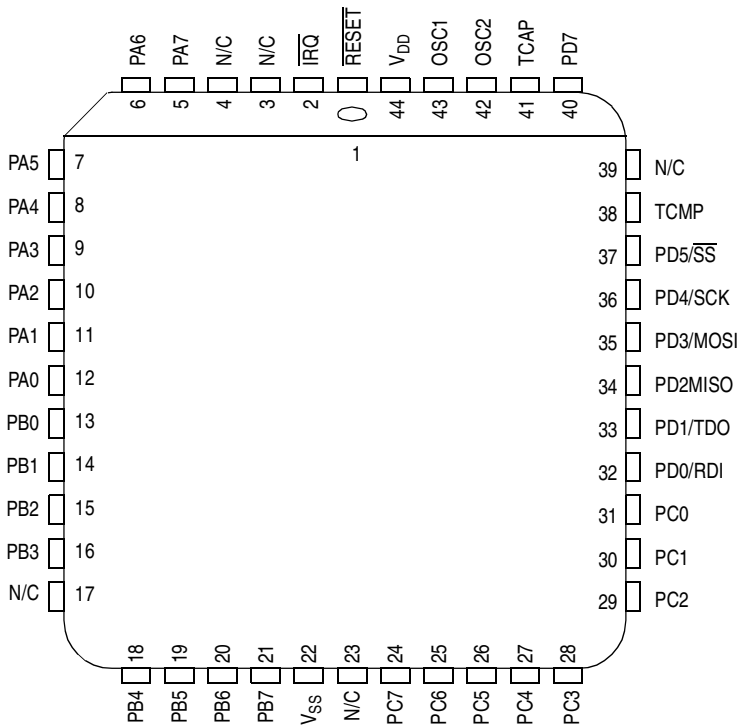 PA6 PA7 N/C N/C I̅R̅Q̅ R̅E̅S̅E̅T̅ VDD OSC1 OSC2 TCAP PD7
6 5 4 3 2 44 43 42 41 40
1
PA5 7 39 N/C
PA4 8 38 TCMP
PA3 9 37 PD5/S̅S̅
PA2 10 36 PD4/SCK
PA1 11 35 PD3/MOSI
PA0 12 34 PD2MISO
PB0 13 33 PD1/TDO
PB1 14 32 PD0/RDI
PB2 15 31 PC0
PB3 16 30 PC1
N/C 17 29 PC2
18 19 20 21 22 23 24 25 26 27 28
PB4 PB5 PB6 PB7 VSS N/C PC7 PC6 PC5 PC4 PC3